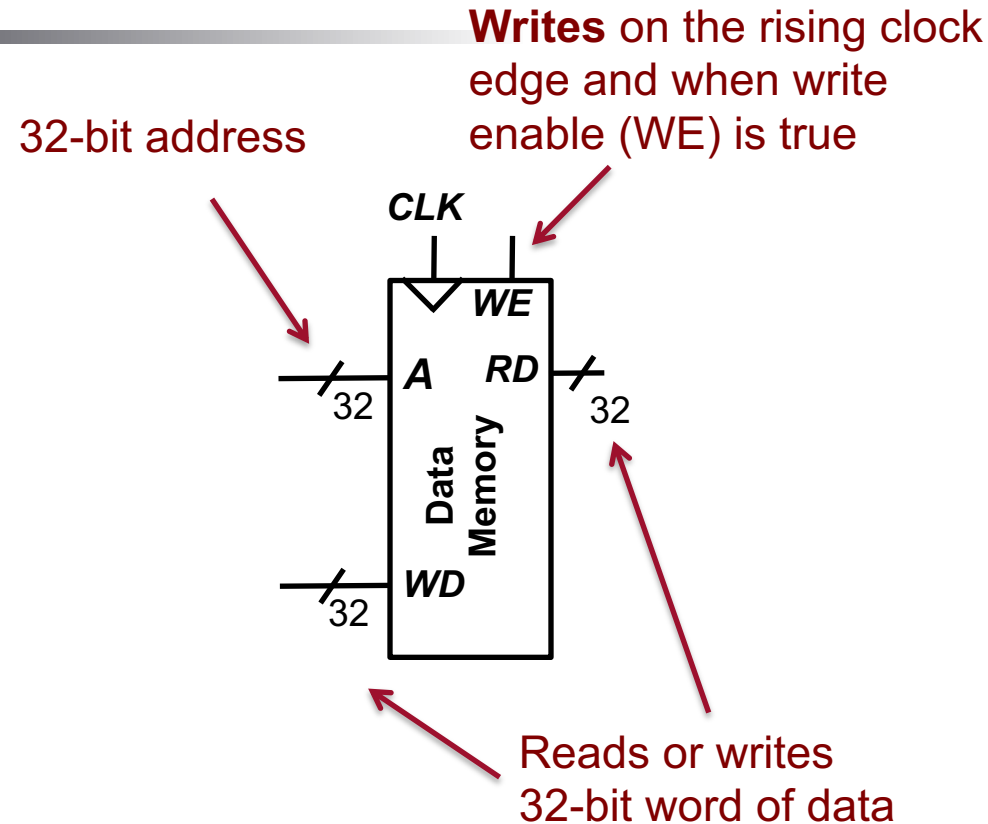 Writes on the rising clock
edge and when write
enable (WE) is true
32-bit address
CLK
WE
A
RD
32
32
Data
Memory
WD
32
Reads or writes
32-bit word of data